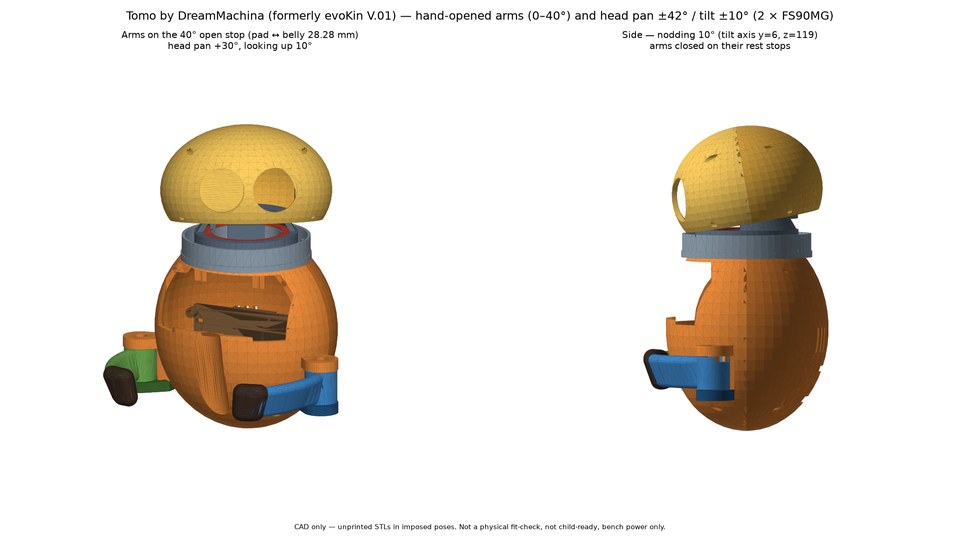 Tomo by DreamMachina (formerly evoKin V.01) — hand-opened arms (0–40°) and head pan ±42° / tilt ±10° (2 × FS90MG)
Arms on the 40° open stop (pad ↔ belly 28.28 mm)
head pan +30°, looking up 10°
Side — nodding 10° (tilt axis y=6, z=119)
arms closed on their rest stops
CAD only — unprinted STLs in imposed poses. Not a physical fit-check, not child-ready, bench power only.